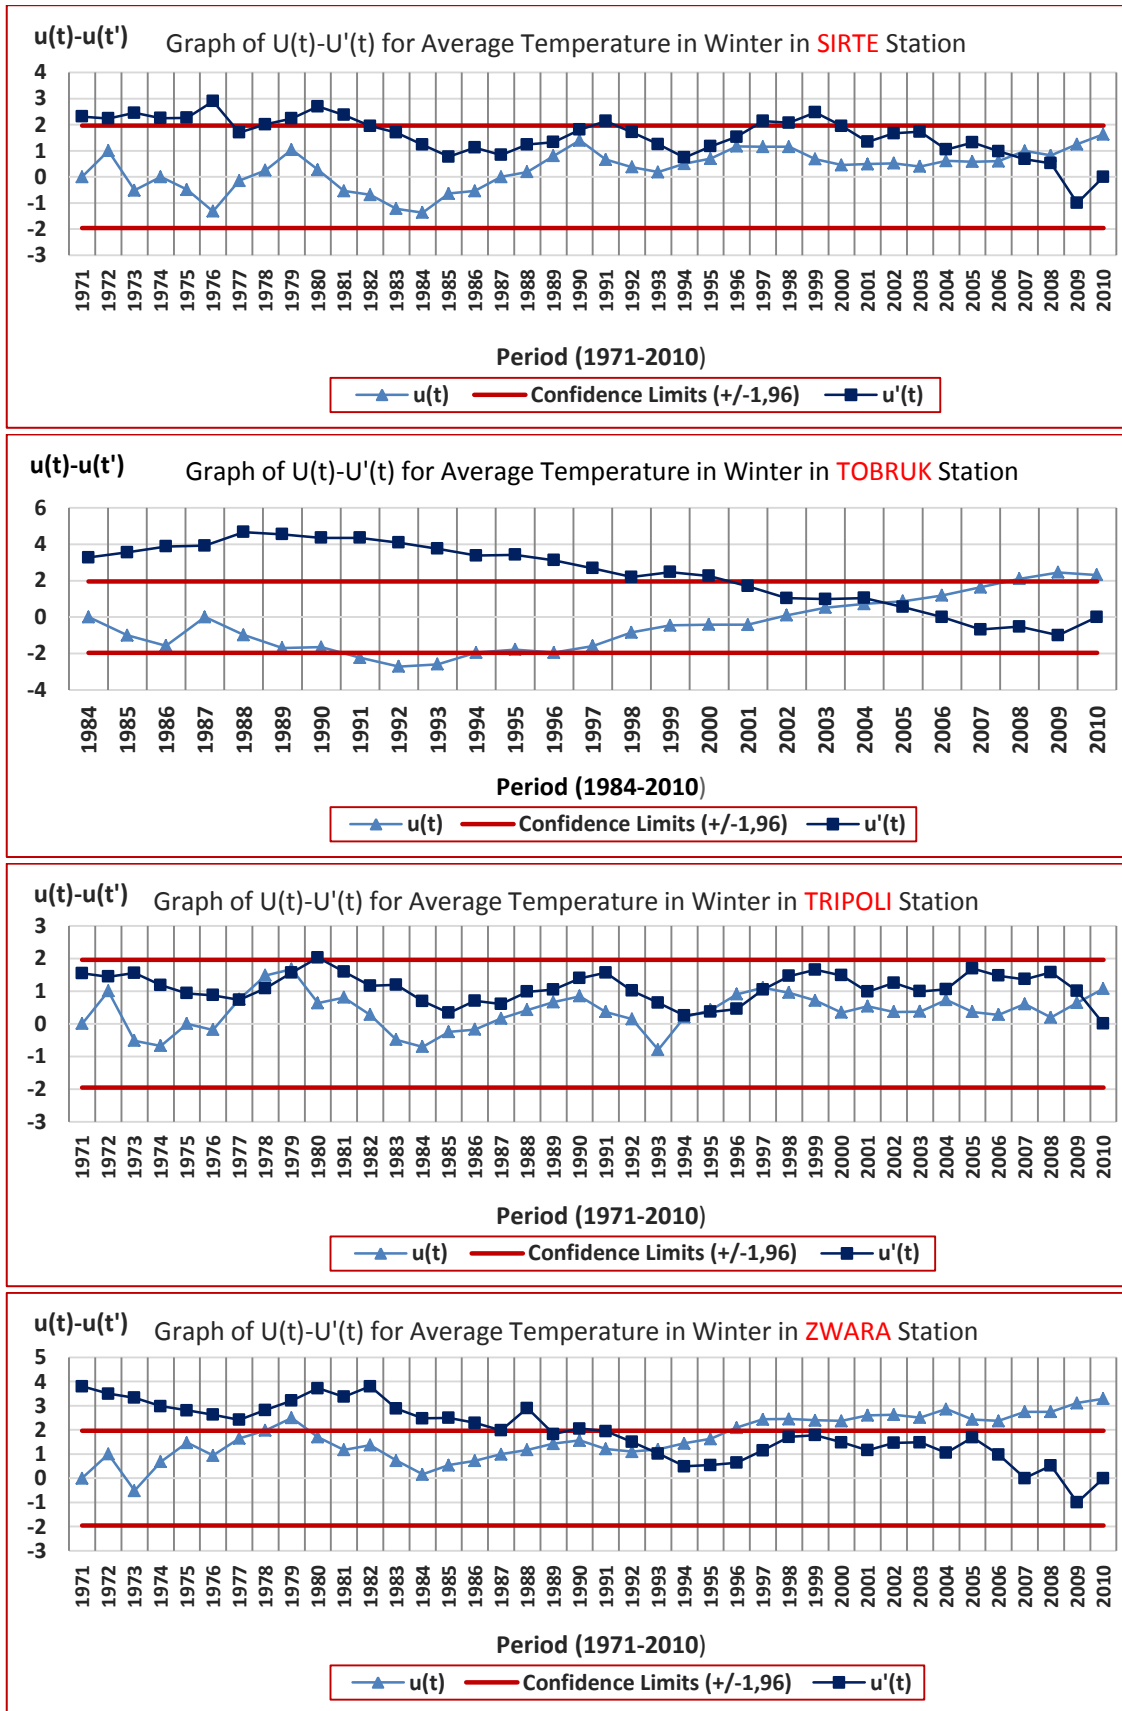 u(t)-u(t')
Graph of U(t)-U'(t) for Average Temperature in Winter in SIRTE Station
4
3
2
1
0
-1
-2
-3
1971 1972 1973 1974 1975 1976 1977 1978 1979 1980 1981 1982 1983 1984 1985 1986 1987 1988 1989 1990 1991 1992 1993 1994 1995 1996 1997 1998 1999 2000 2001 2002 2003 2004 2005 2006 2007 2008 2009 2010
Period (1971-2010)
u(t) Confidence Limits (+/-1,96) u'(t)
u(t)-u(t')
Graph of U(t)-U'(t) for Average Temperature in Winter in TOBRUK Station
6
4
2
0
-2
-4
1984 1985 1986 1987 1988 1989 1990 1991 1992 1993 1994 1995 1996 1997 1998 1999 2000 2001 2002 2003 2004 2005 2006 2007 2008 2009 2010
Period (1984-2010)
u(t) Confidence Limits (+/-1,96) u'(t)
u(t)-u(t')
Graph of U(t)-U'(t) for Average Temperature in Winter in TRIPOLI Station
3
2
1
0
-1
-2
-3
1971 1972 1973 1974 1975 1976 1977 1978 1979 1980 1981 1982 1983 1984 1985 1986 1987 1988 1989 1990 1991 1992 1993 1994 1995 1996 1997 1998 1999 2000 2001 2002 2003 2004 2005 2006 2007 2008 2009 2010
Period (1971-2010)
u(t) Confidence Limits (+/-1,96) u'(t)
u(t)-u(t')
Graph of U(t)-U'(t) for Average Temperature in Winter in ZWARA Station
5
4
3
2
1
0
-1
-2
-3
1971 1972 1973 1974 1975 1976 1977 1978 1979 1980 1981 1982 1983 1984 1985 1986 1987 1988 1989 1990 1991 1992 1993 1994 1995 1996 1997 1998 1999 2000 2001 2002 2003 2004 2005 2006 2007 2008 2009 2010
Period (1971-2010)
u(t) Confidence Limits (+/-1,96) u'(t)